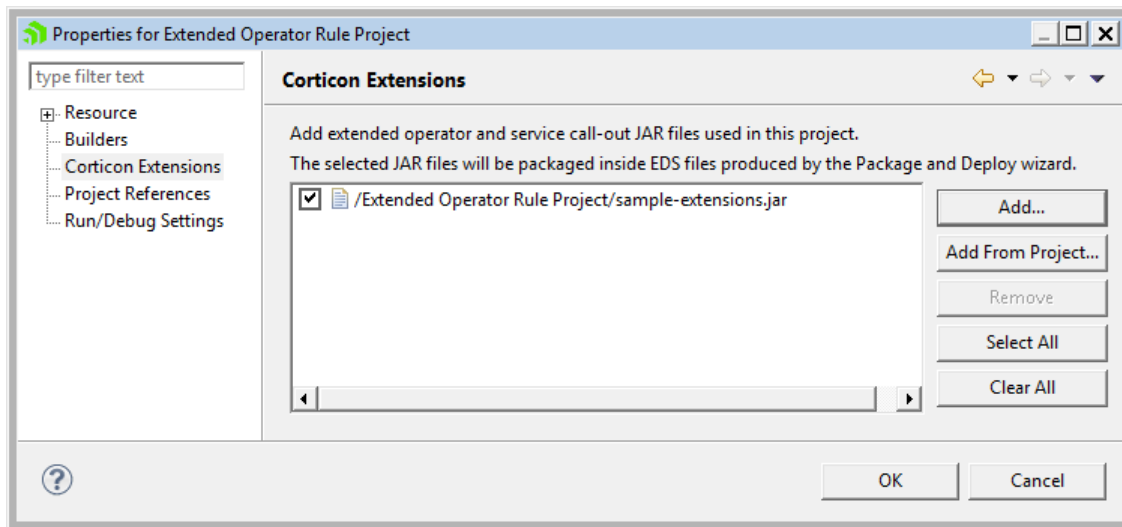 Properties for Extended Operator Rule Project
type filter text
Corticon Extensions
Resource
Builders
Corticon Extensions
Project References
Run/Debug Settings
Add extended operator and service call-out JAR files used in this project.
The selected JAR files will be packaged inside EDS files produced by the Package and Deploy wizard.
/Extended Operator Rule Project/sample-extensions.jar
Add...
Add From Project...
Remove
Select All
Clear All
?
OK
Cancel